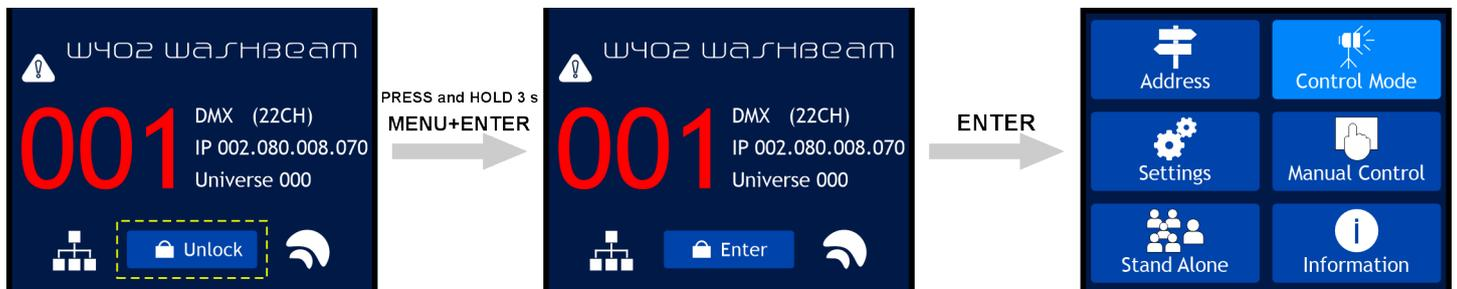 W402 WASHBEAM
001
DMX (22CH)
IP 002.080.008.070
Universe 000
Unlock
PRESS and HOLD 3 s
MENU+ENTER
W402 WASHBEAM
001
DMX (22CH)
IP 002.080.008.070
Universe 000
Enter
ENTER
Address
Control Mode
Settings
Manual Control
Stand Alone
Information